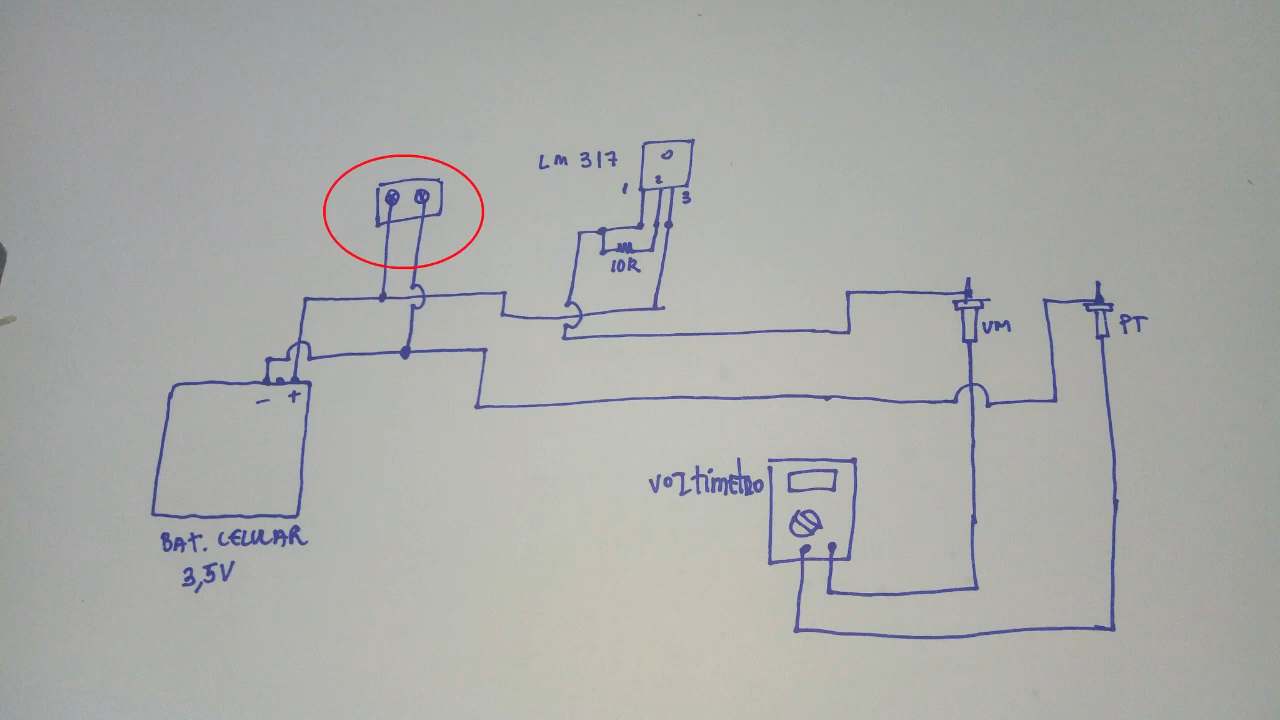 LM 317
1
2
3
10R
VM
PT
- +
VOLTIMETRO
BAT. CELULAR
3,5V